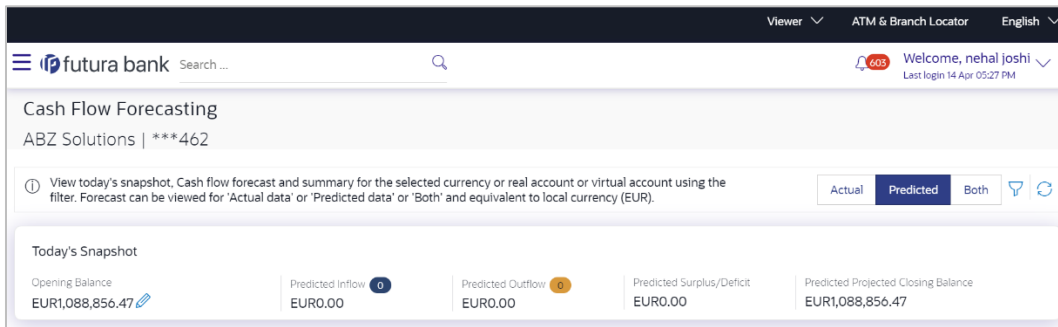 Viewer ATM & Branch Locator English
futura bank Search ... 603 Welcome, nehal joshi
Last login 14 Apr 05:27 PM
Cash Flow Forecasting
ABZ Solutions | ***462
View today's snapshot, Cash flow forecast and summary for the selected currency or real account or virtual account using the
filter. Forecast can be viewed for 'Actual data' or 'Predicted data' or 'Both' and equivalent to local currency (EUR).
Actual Predicted Both
Today's Snapshot
Opening Balance Predicted Inflow 0 Predicted Outflow 0 Predicted Surplus/Deficit Predicted Projected Closing Balance
EUR1,088,856.47 EUR0.00 EUR0.00 EUR0.00 EUR1,088,856.47